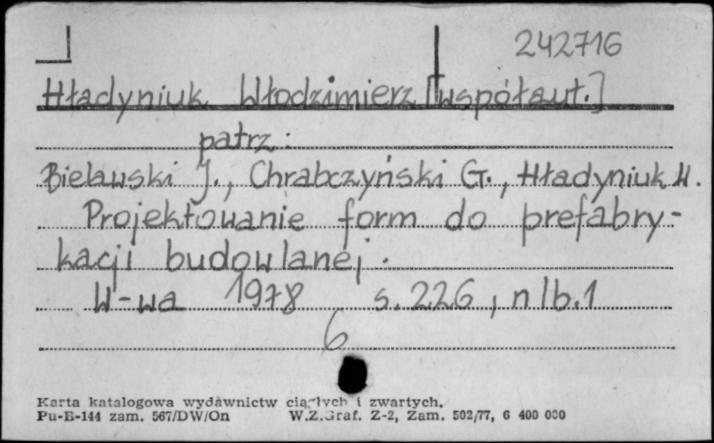 242716
Hładyniuk Włodzimierz [współaut.]
patrz:
Bielawski J., Chrabczyński G., Hładyniuk W.
Projektowanie form do prefabry-
kacji budowlanej.
W-wa 1978 s. 226, nlb. 1
6
Karta katalogowa wydawnictw ciągłych i zwartych.
Pu-B-144 zam. 567/DW/On W.Z.Graf. Z-2, Zam. 502/77, 6 400 000